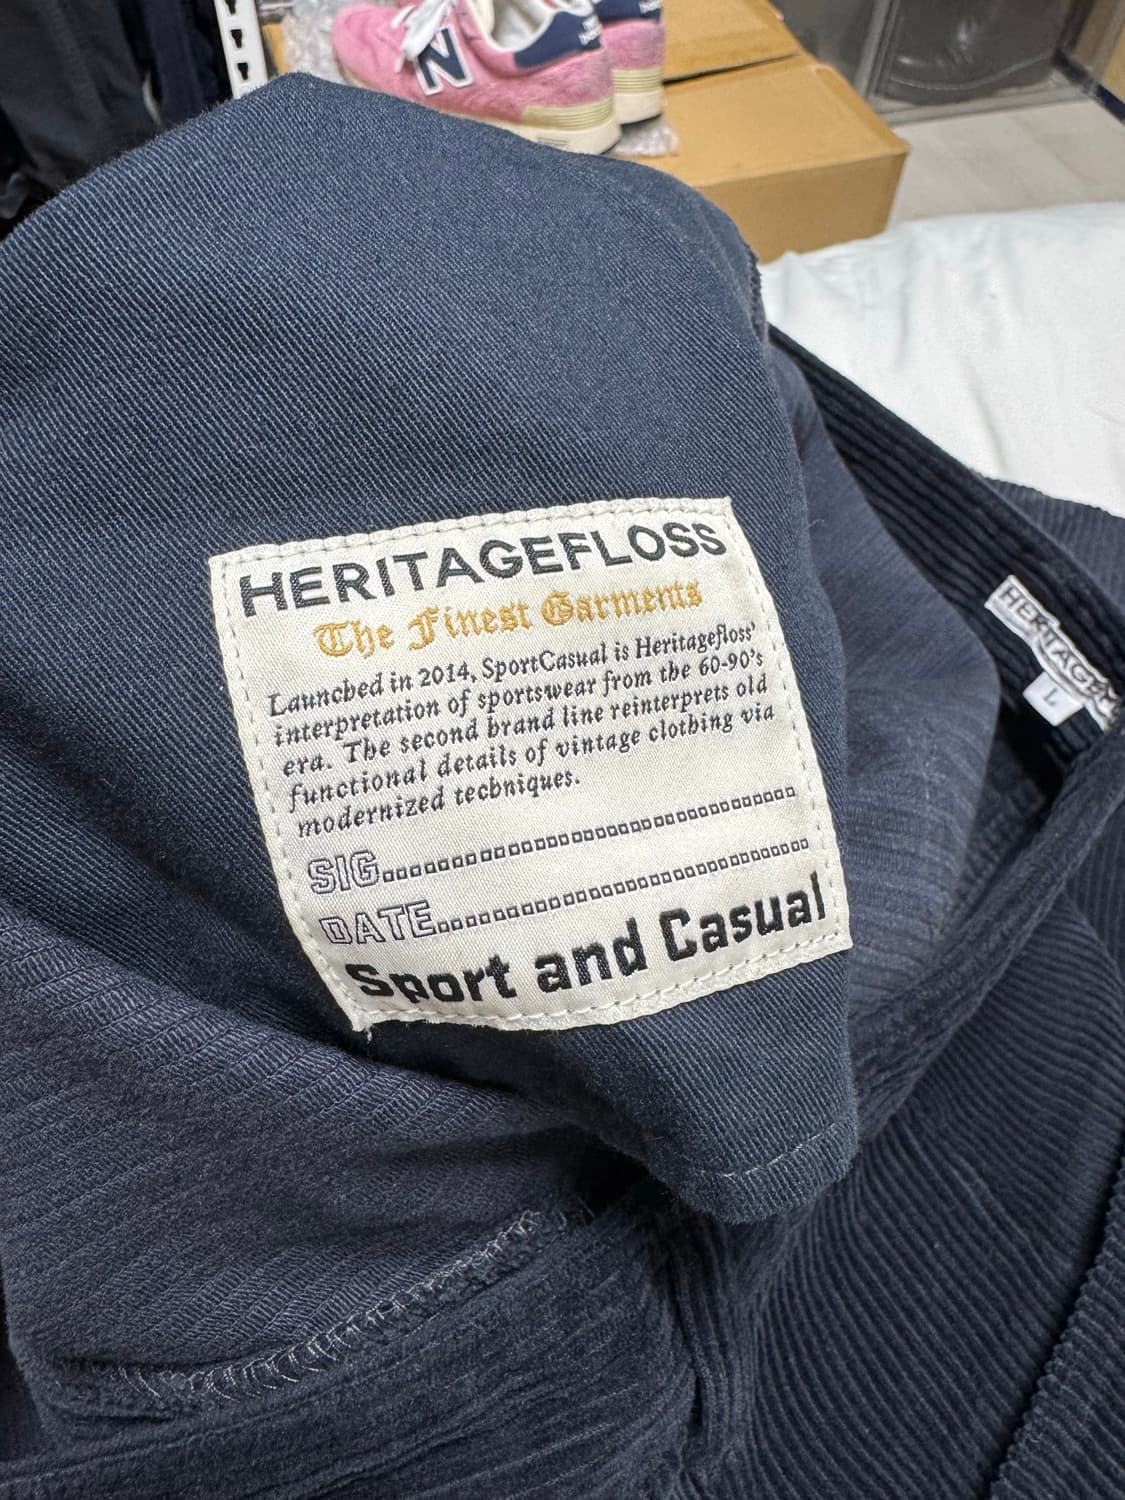 N
HERITAGEFLOSS
The Finest Garments
Launched in 2014, SportCasual is Heritagefloss'
interpretation of sportswear from the 60-90's
era. The second brand line reinterprets old
functional details of vintage clothing via
modernized techniques.
SIG..............................
DATE..............................
Sport and Casual
L